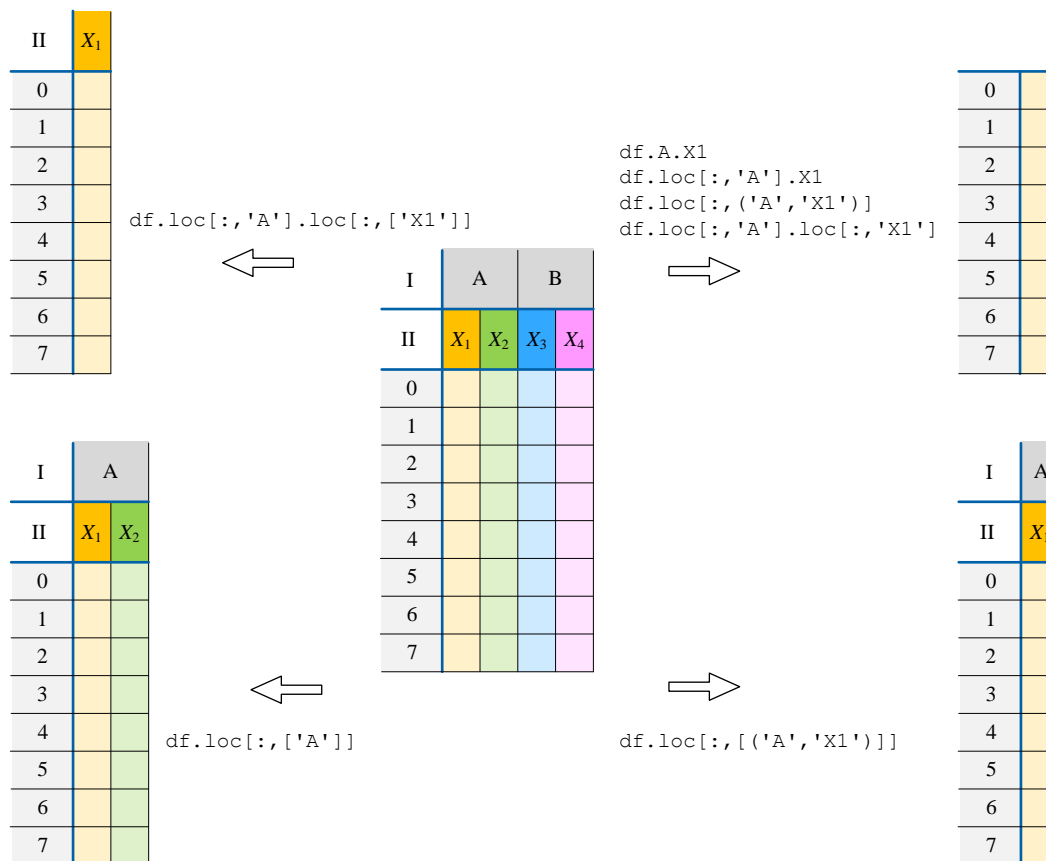 II X1
0
1
2
3
4
5
6
7
df.loc[:,'A'].loc[:,['X1']]
df.A.X1
df.loc[:,'A'].X1
df.loc[:,('A','X1')]
df.loc[:,'A'].loc[:,'X1']
0
1
2
3
4
5
6
7
I A B
II X1 X2 X3 X4
0
1
2
3
4
5
6
7
I A
II X1 X2
0
1
2
3
4
5
6
7
df.loc[:,['A']]
df.loc[:,[('A','X1')]]
I A
II X1
0
1
2
3
4
5
6
7